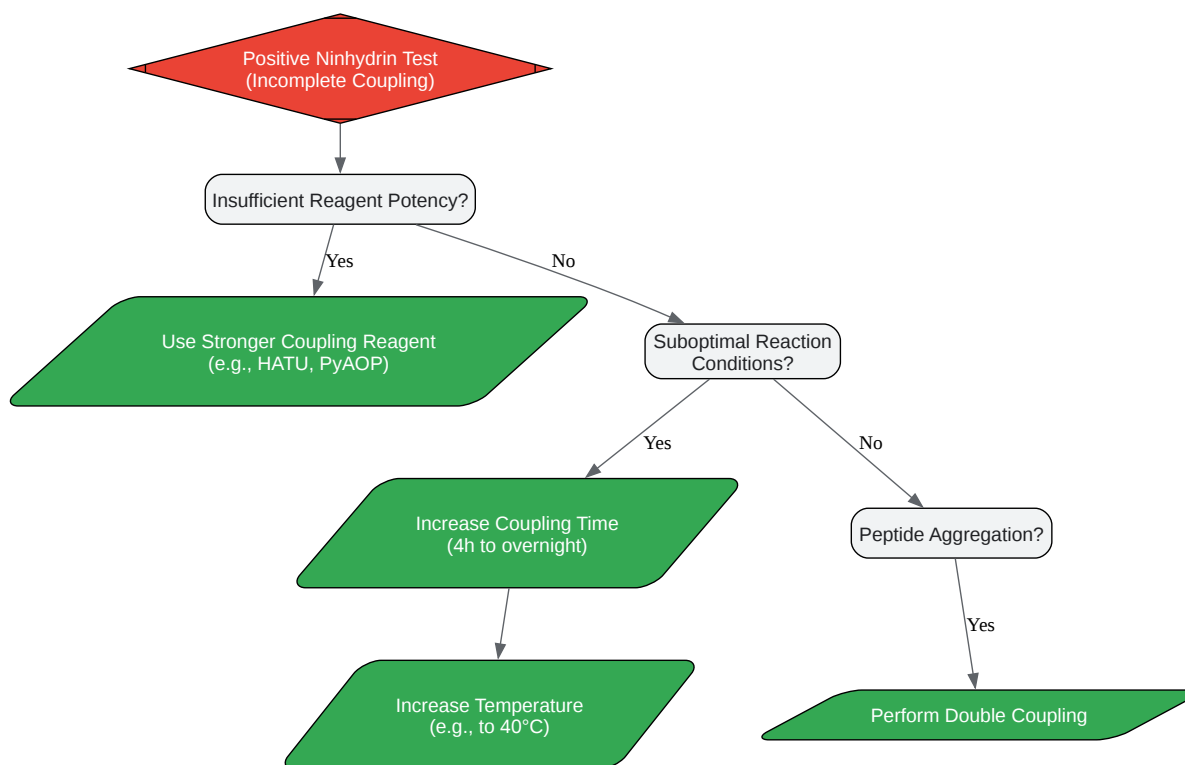 Positive Ninhydrin Test
(Incomplete Coupling)
Insufficient Reagent Potency?
Yes
No
Use Stronger Coupling Reagent
(e.g., HATU, PyAOP)
Suboptimal Reaction
Conditions?
Yes
No
Increase Coupling Time
(4h to overnight)
Peptide Aggregation?
Yes
Increase Temperature
(e.g., to 40°C)
Perform Double Coupling